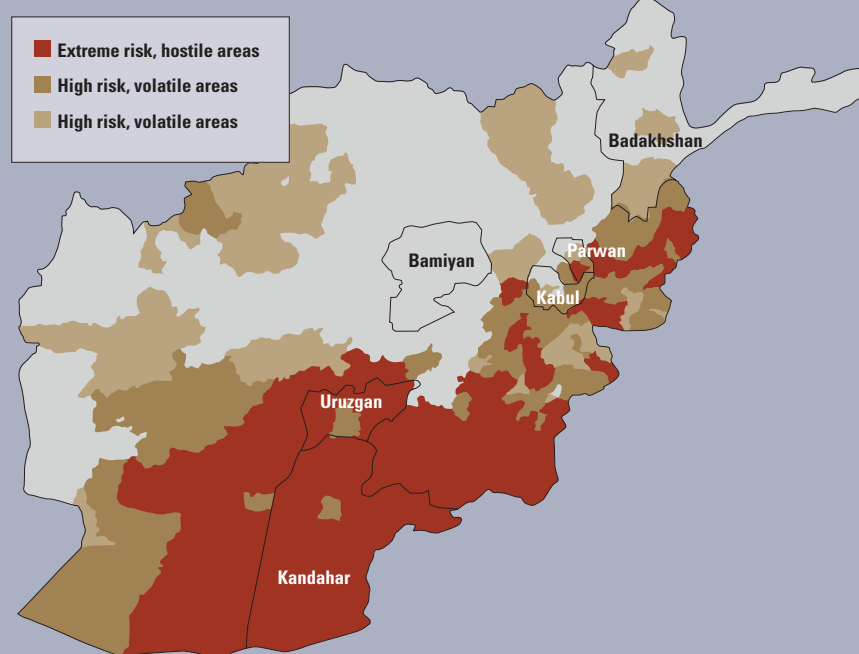 Extreme risk, hostile areas
High risk, volatile areas
High risk, volatile areas
Badakhshan
Parwan
Bamiyan
Kabul
Uruzgan
Kandahar